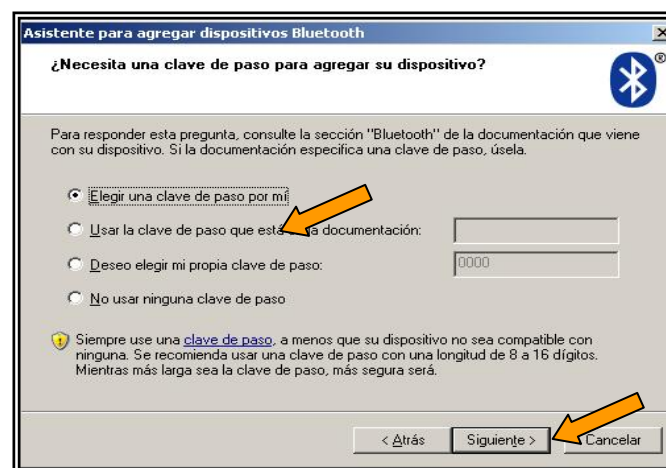 Asistente para agregar dispositivos Bluetooth
¿Necesita una clave de paso para agregar su dispositivo?
Para responder esta pregunta, consulte la sección "Bluetooth" de la documentación que viene
con su dispositivo. Si la documentación especifica una clave de paso, úsela.
Elegir una clave de paso por mí
Usar la clave de paso que está la documentación:
Deseo elegir mi propia clave de paso:
0000
No usar ninguna clave de paso
Siempre use una clave de paso, a menos que su dispositivo no sea compatible con
ninguna. Se recomienda usar una clave de paso con una longitud de 8 a 16 dígitos.
Mientras más larga sea la clave de paso, más segura será.
< Atrás
Siguiente >
Cancelar